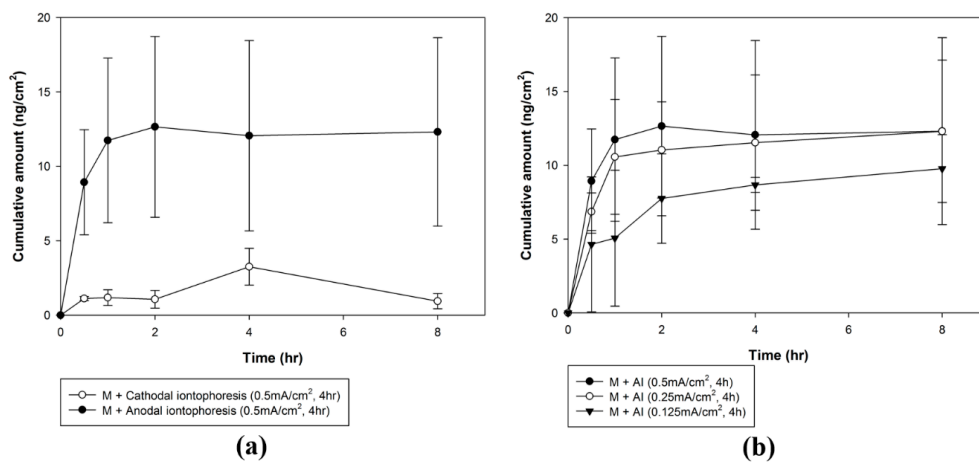 Cumulative amount (ng/cm²)
20
15
10
5
0
0
2
4
6
8
Time (hr)
M + Cathodal iontophoresis (0.5mA/cm², 4hr)
M + Anodal iontophoresis (0.5mA/cm², 4hr)
(a)
Cumulative amount (ng/cm²)
20
15
10
5
0
0
2
4
6
8
Time (hr)
M + AI (0.5mA/cm², 4h)
M + AI (0.25mA/cm², 4h)
M + AI (0.125mA/cm², 4h)
(b)